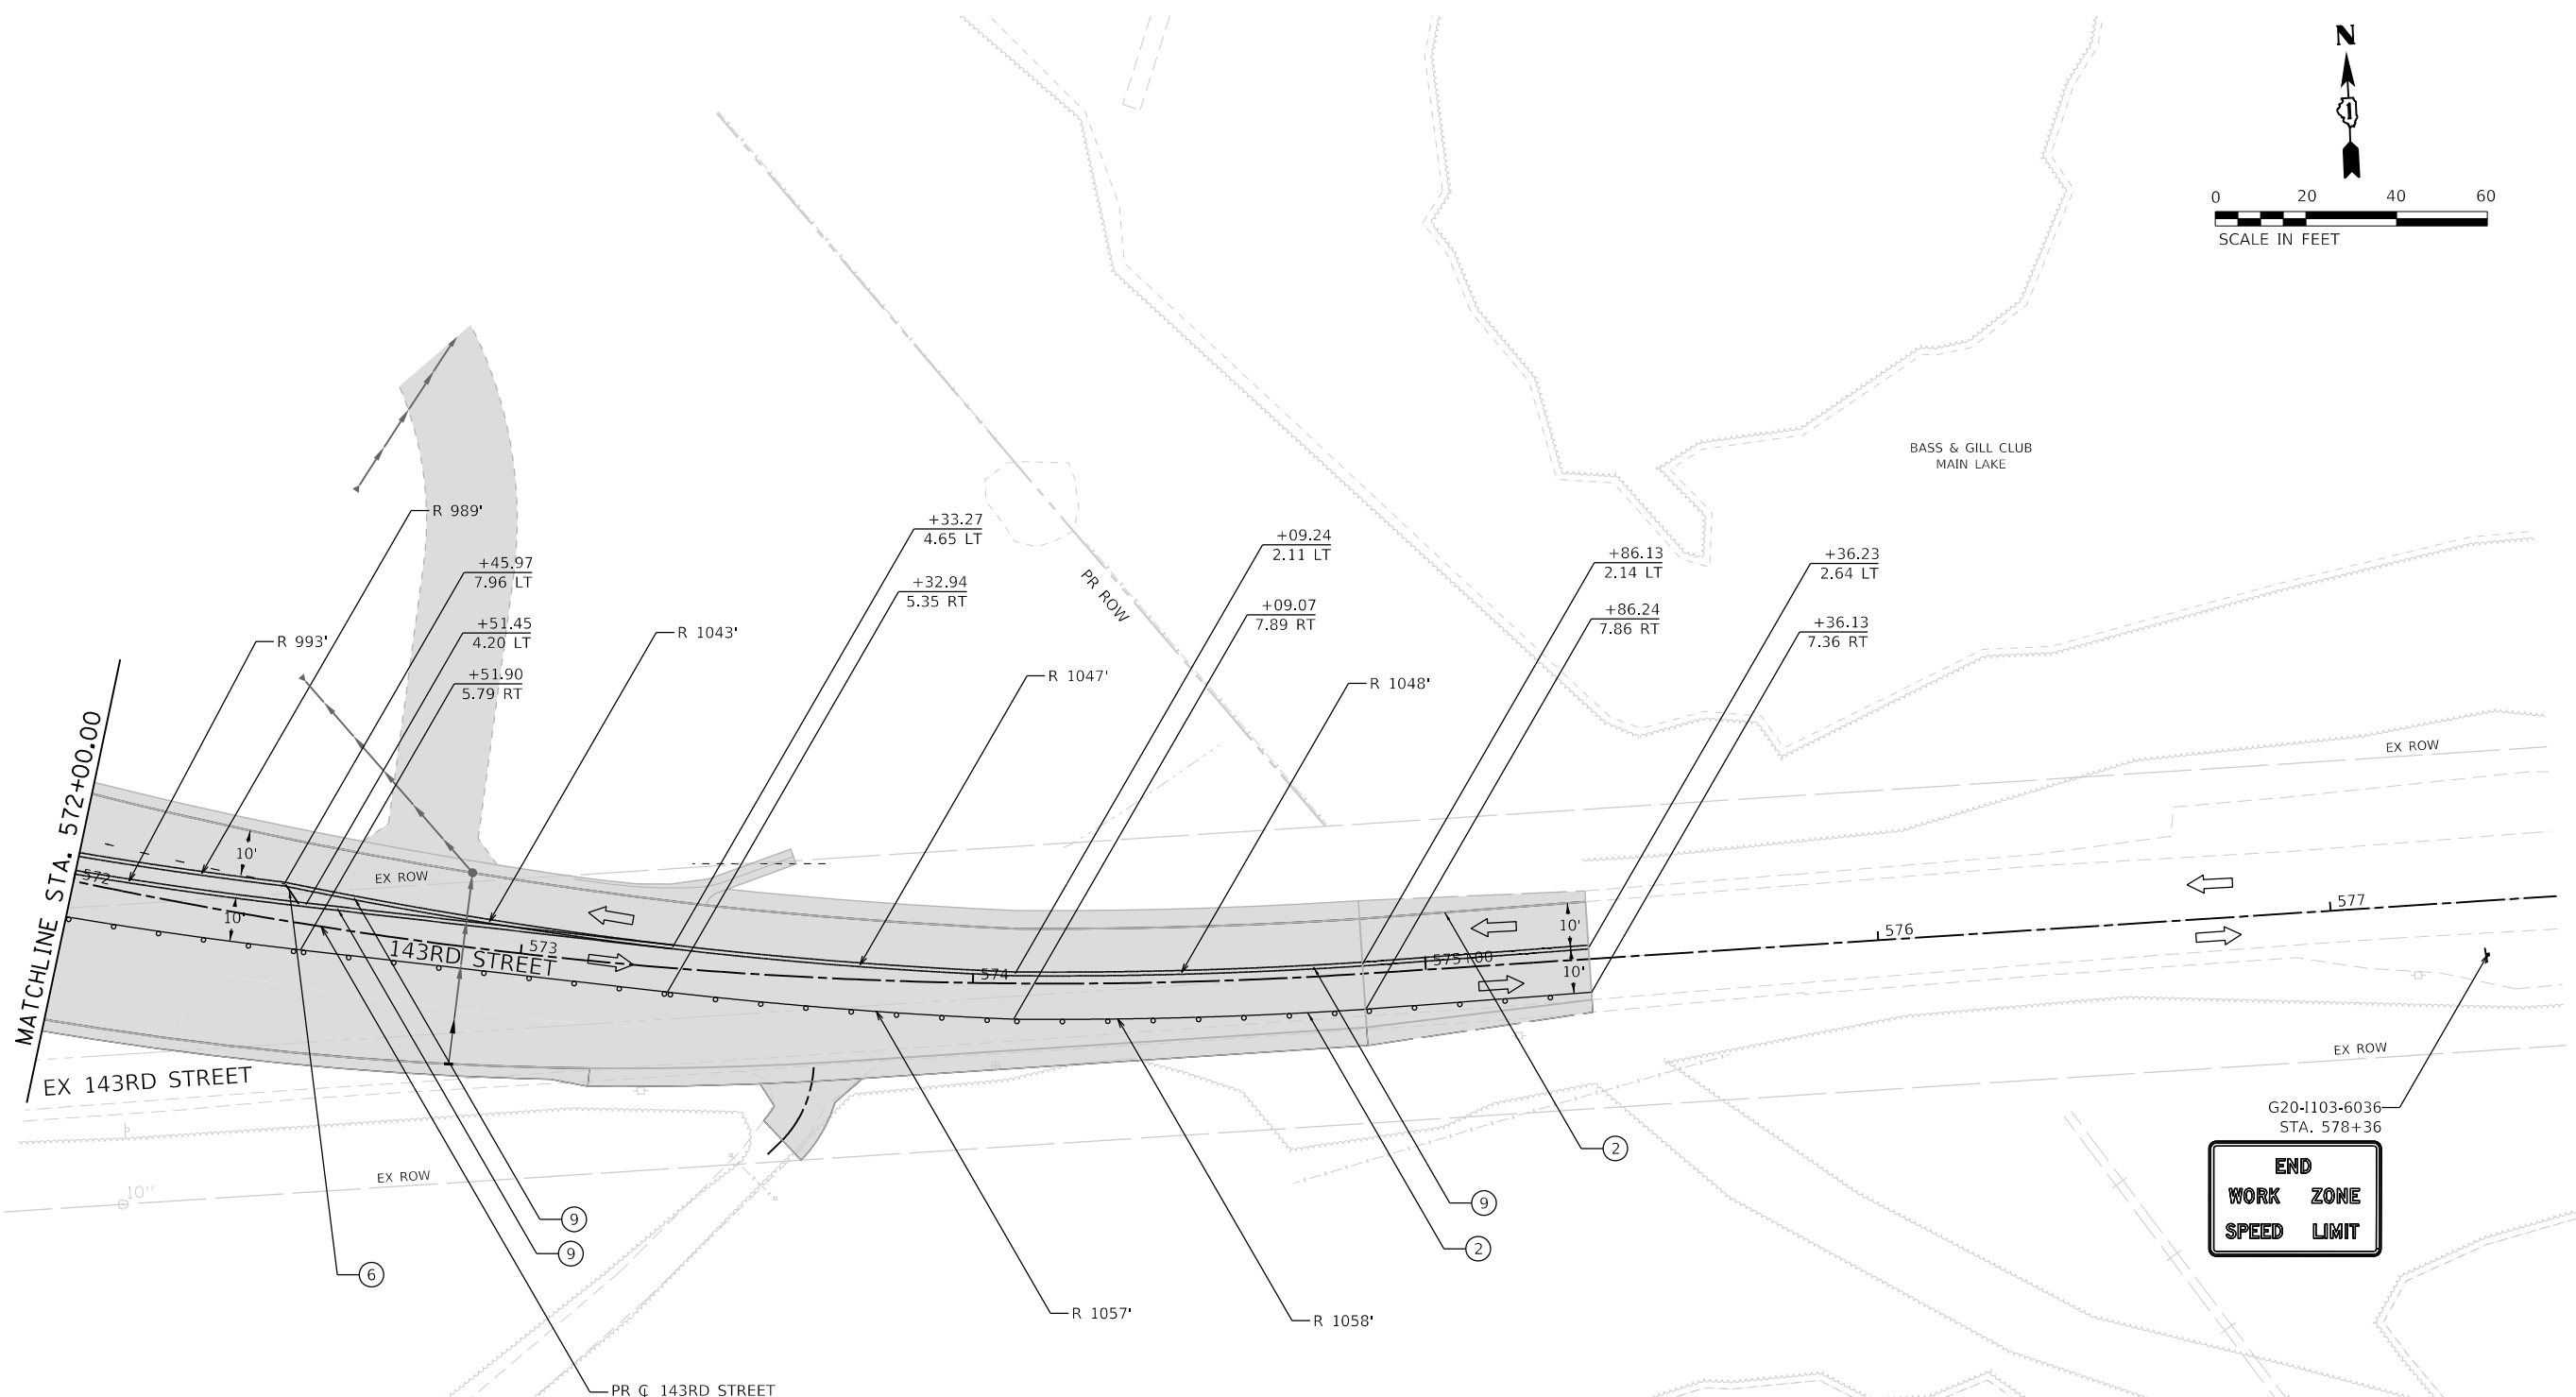 N
0 20 40 60
SCALE IN FEET
BASS & GILL CLUB
MAIN LAKE
R 989'
+33.27
4.65 LT
+09.24
2.11 LT
+86.13
2.14 LT
+36.23
2.64 LT
+45.97
7.96 LT
+32.94
5.35 RT
+09.07
7.89 RT
+86.24
7.86 RT
+36.13
7.36 RT
PR ROW
R 993'
+51.45
4.20 LT
R 1043'
+51.90
5.79 RT
R 1047'
R 1048'
MATCHLINE STA. 572+00.00
EX ROW
10'
572
EX ROW
10'
10'
10'
143RD STREET
573
574
575+00
576
577
EX 143RD STREET
EX ROW
EX ROW
10"
G20-I103-6036
STA. 578+36
END
WORK ZONE
SPEED LIMIT
2
9
2
9
9
6
R 1057'
R 1058'
PR ℄ 143RD STREET